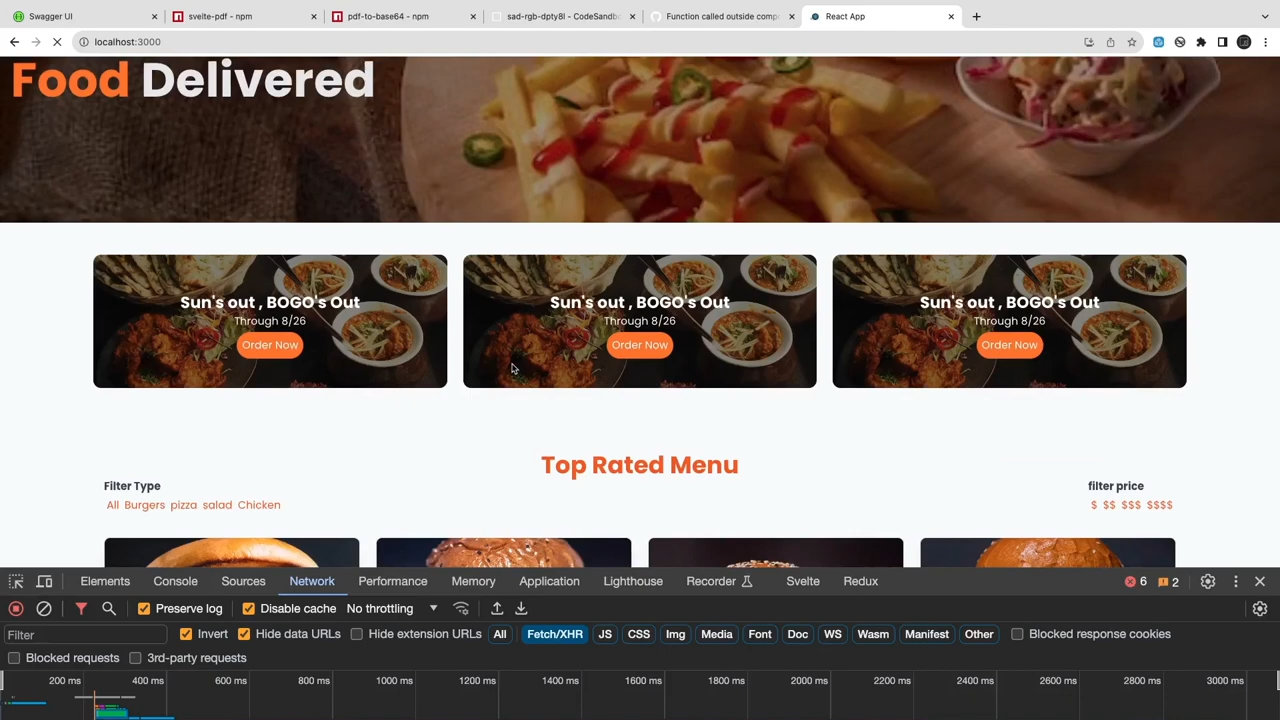 Swagger UI
svelte-pdf - npm
pdf-to-base64 - npm
sad-rgb-dpty8l - CodeSandb
Function called outside comp
React App
localhost:3000
Food Delivered
Sun's out , BOGO's Out
Through 8/26
Order Now
Sun's out , BOGO's Out
Through 8/26
Order Now
Sun's out , BOGO's Out
Through 8/26
Order Now
Top Rated Menu
Filter Type
All Burgers pizza salad Chicken
filter price
$ $$ $$$ $$$$
Elements Console Sources Network Performance Memory Application Lighthouse Recorder Svelte Redux 6 2
Preserve log Disable cache No throttling
Filter Invert Hide data URLs Hide extension URLs All Fetch/XHR JS CSS Img Media Font Doc WS Wasm Manifest Other Blocked response cookies
Blocked requests 3rd-party requests
200 ms 400 ms 600 ms 800 ms 1000 ms 1200 ms 1400 ms 1600 ms 1800 ms 2000 ms 2200 ms 2400 ms 2600 ms 2800 ms 3000 ms